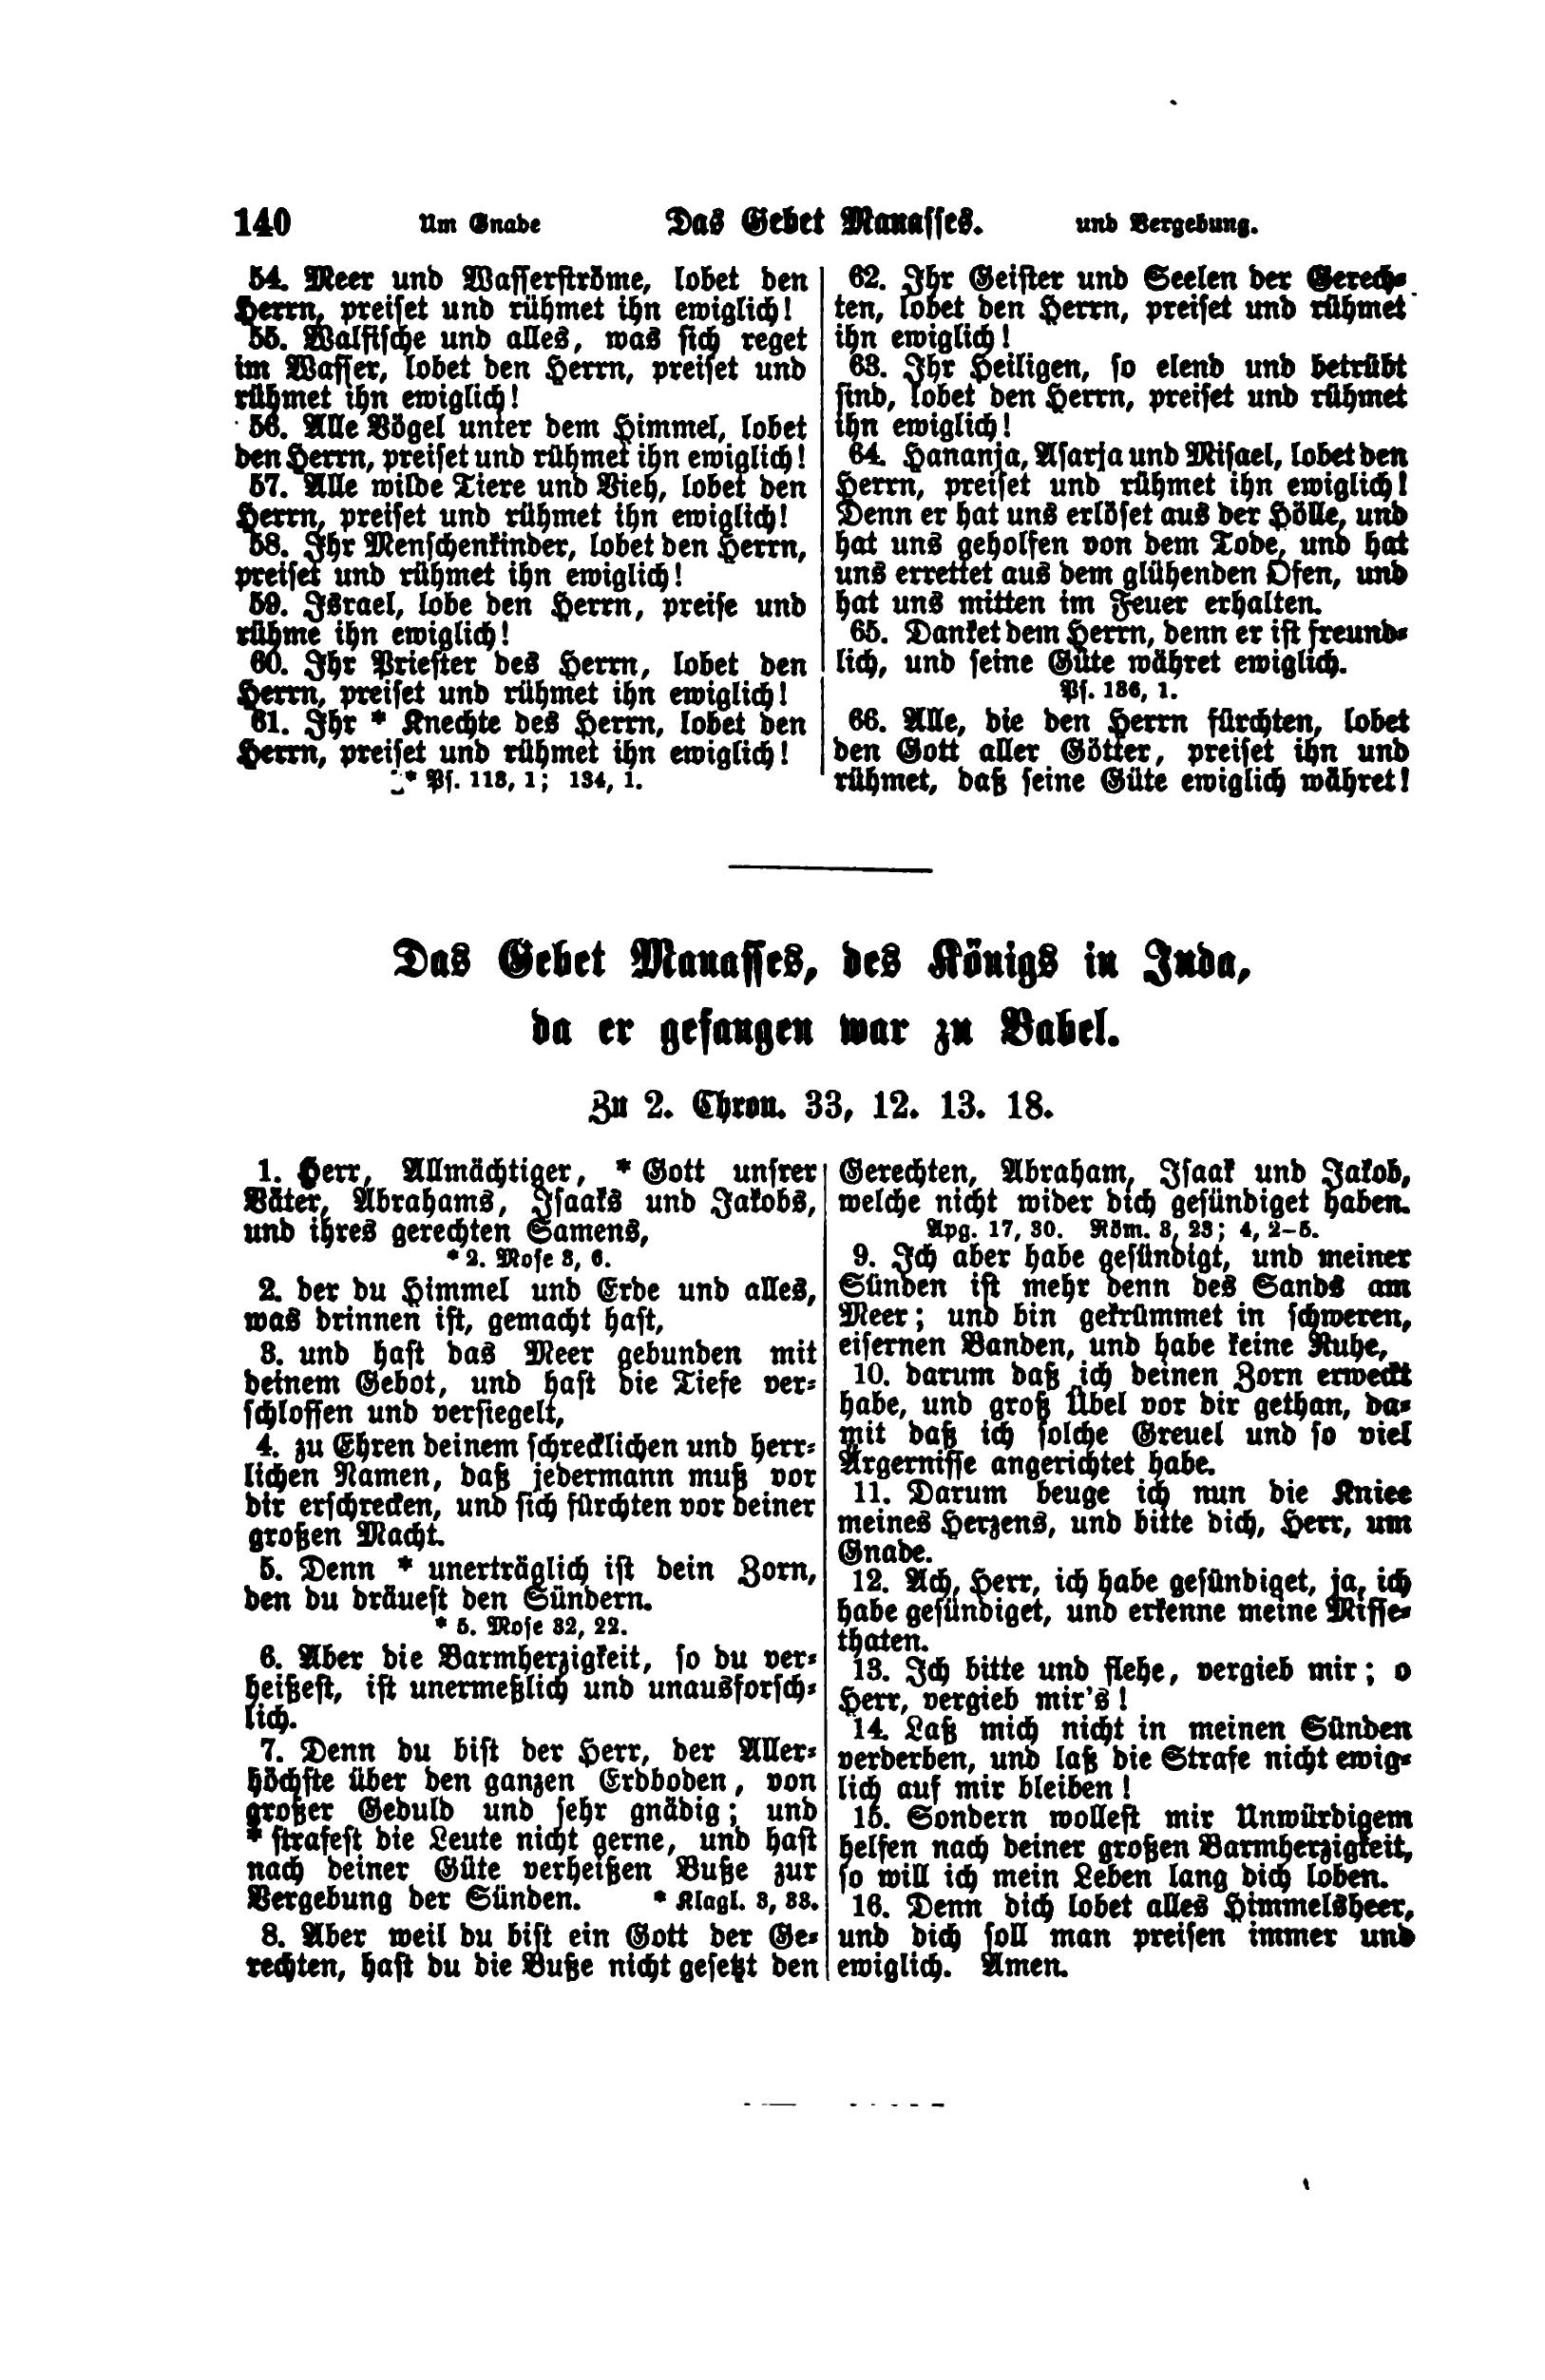 140 Um Gnade Das Gebet Manasses. und Vergebung.
54. Meer und Wasserströme, lobet den
Herrn, preiset und rühmet ihn ewiglich!
55. Walfische und alles, was sich reget
im Wasser, lobet den Herrn, preiset und
rühmet ihn ewiglich!
56. Alle Vögel unter dem Himmel, lobet
den Herrn, preiset und rühmet ihn ewiglich!
57. Alle wilde Tiere und Vieh, lobet den
Herrn, preiset und rühmet ihn ewiglich!
58. Ihr Menschenkinder, lobet den Herrn,
preiset und rühmet ihn ewiglich!
59. Israel, lobe den Herrn, preise und
rühme ihn ewiglich!
60. Ihr Priester des Herrn, lobet den
Herrn, preiset und rühmet ihn ewiglich!
61. Ihr * Knechte des Herrn, lobet den
Herrn, preiset und rühmet ihn ewiglich!
* Ps. 113, 1; 134, 1.
62. Ihr Geister und Seelen der Gerech-
ten, lobet den Herrn, preiset und rühmet
ihn ewiglich!
63. Ihr Heiligen, so elend und betrübt
sind, lobet den Herrn, preiset und rühmet
ihn ewiglich!
64. Hananja, Asarja und Misael, lobet den
Herrn, preiset und rühmet ihn ewiglich!
Denn er hat uns erlöset aus der Hölle, und
hat uns geholfen von dem Tode, und hat
uns errettet aus dem glühenden Ofen, und
hat uns mitten im Feuer erhalten.
65. Danket dem Herrn, denn er ist freund-
lich, und seine Güte währet ewiglich.
Ps. 136, 1.
66. Alle, die den Herrn fürchten, lobet
den Gott aller Götter, preiset ihn und
rühmet, daß seine Güte ewiglich währet!
Das Gebet Manasses, des Königs in Juda,
da er gefangen war zu Babel.
Zu 2. Chron. 33, 12. 13. 18.
1. Herr, Allmächtiger, * Gott unsrer
Väter, Abrahams, Isaaks und Jakobs,
und ihres gerechten Samens,
* 2. Mose 3, 6.
2. der du Himmel und Erde und alles,
was drinnen ist, gemacht hast,
3. und hast das Meer gebunden mit
deinem Gebot, und hast die Tiefe ver-
schlossen und versiegelt,
4. zu Ehren deinem schrecklichen und herr-
lichen Namen, daß jedermann muß vor
dir erschrecken, und sich fürchten vor deiner
großen Macht.
5. Denn * unerträglich ist dein Zorn,
den du dräuest den Sündern.
* 5. Mose 32, 22.
6. Aber die Barmherzigkeit, so du ver-
heißest, ist unermeßlich und unausforsch-
lich.
7. Denn du bist der Herr, der Aller-
höchste über den ganzen Erdboden, von
großer Geduld und sehr gnädig; und
* strafest die Leute nicht gerne, und hast
nach deiner Güte verheißen Buße zur
Vergebung der Sünden. * Klagl. 3, 33.
8. Aber weil du bist ein Gott der Ge-
rechten, hast du die Buße nicht gesetzt den
Gerechten, Abraham, Isaak und Jakob,
welche nicht wider dich gesündiget haben.
Apg. 17, 30. Röm. 3, 23; 4, 2–5.
9. Ich aber habe gesündigt, und meiner
Sünden ist mehr denn des Sands am
Meer; und bin gekrümmet in schweren,
eisernen Banden, und habe keine Ruhe,
10. darum daß ich deinen Zorn erweckt
habe, und groß Übel vor dir gethan, da-
mit daß ich solche Greuel und so viel
Ärgernisse angerichtet habe.
11. Darum beuge ich nun die Kniee
meines Herzens, und bitte dich, Herr, um
Gnade.
12. Ach, Herr, ich habe gesündiget, ja, ich
habe gesündiget, und erkenne meine Misse-
thaten.
13. Ich bitte und flehe, vergieb mir; o
Herr, vergieb mir's!
14. Laß mich nicht in meinen Sünden
verderben, und laß die Strafe nicht ewig-
lich auf mir bleiben!
15. Sondern wollest mir Unwürdigem
helfen nach deiner großen Barmherzigkeit,
so will ich mein Leben lang dich loben.
16. Denn dich lobet alles Himmelsheer,
und dich soll man preisen immer und
ewiglich. Amen.